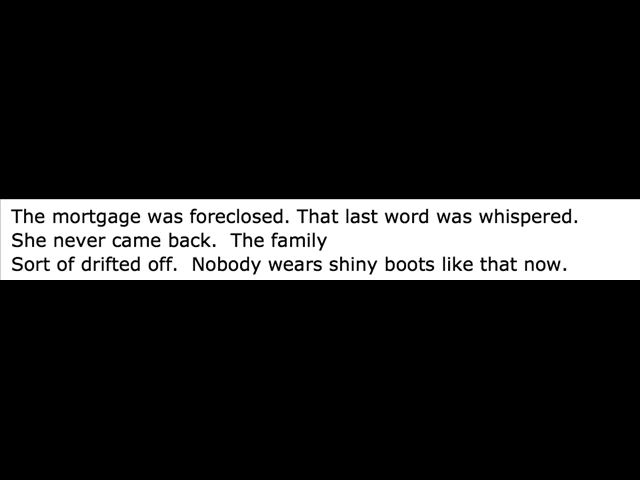 The mortgage was foreclosed. That last word was whispered.
She never came back.  The family
Sort of drifted off.  Nobody wears shiny boots like that now.